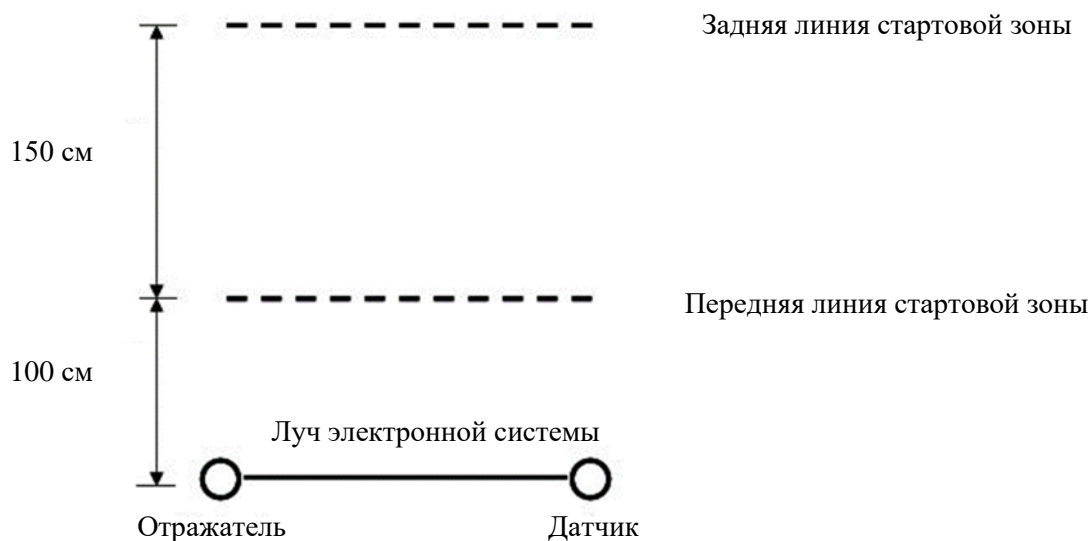 Задняя линия стартовой зоны
150 см
Передняя линия стартовой зоны
100 см
Луч электронной системы
Отражатель
Датчик